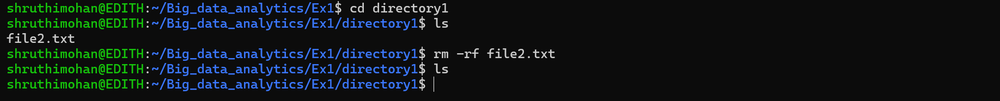 shruthimohan@EDITH:~/Big_data_analytics/Ex1$ cd directory1
shruthimohan@EDITH:~/Big_data_analytics/Ex1/directory1$ ls
file2.txt
shruthimohan@EDITH:~/Big_data_analytics/Ex1/directory1$ rm -rf file2.txt
shruthimohan@EDITH:~/Big_data_analytics/Ex1/directory1$ ls
shruthimohan@EDITH:~/Big_data_analytics/Ex1/directory1$